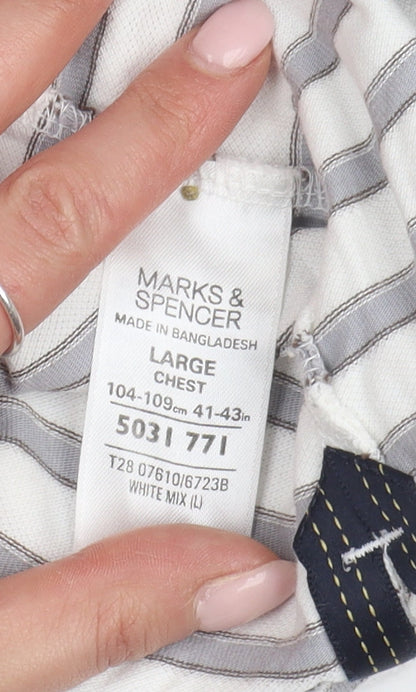 MARKS &
SPENCER
MADE IN BANGLADESH
LARGE
CHEST
104-109cm 41-43in
5031 771
T28 07610/6723B
WHITE MIX (L)